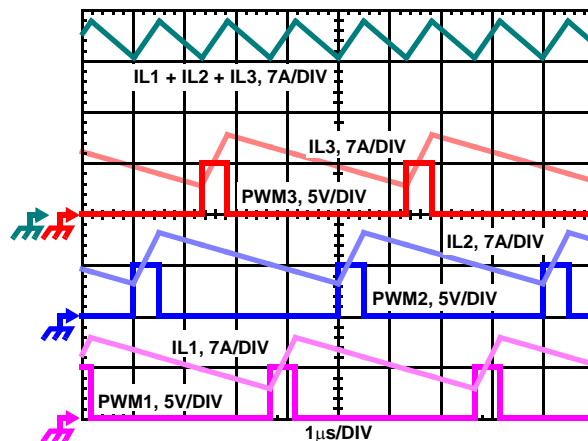 IL1 + IL2 + IL3, 7A/DIV
IL3, 7A/DIV
PWM3, 5V/DIV
IL2, 7A/DIV
PWM2, 5V/DIV
IL1, 7A/DIV
PWM1, 5V/DIV
1μs/DIV